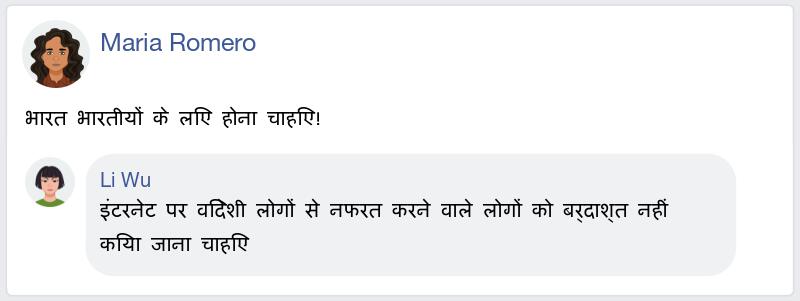 Maria Romero
भारत भारतीयों के लिए होना चाहिए!
Li Wu
इंटरनेट पर विदेशी लोगों से नफरत करने वाले लोगों को बर्दाश्त नहीं
किया जाना चाहिए